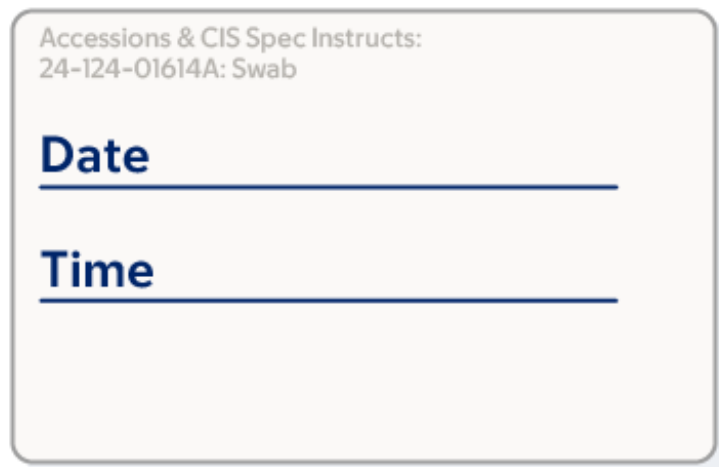 Accessions & CIS Spec Instructs:
24-124-01614A: Swab
Date
Time